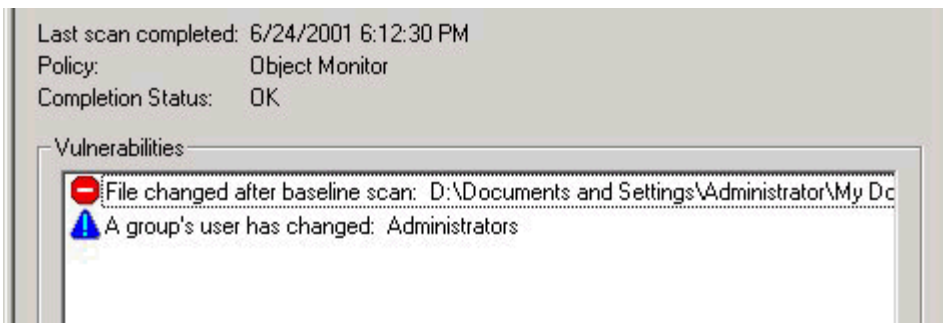 Last scan completed: 6/24/2001 6:12:30 PM
Policy: Object Monitor
Completion Status: OK
Vulnerabilities
File changed after baseline scan: D:\Documents and Settings\Administrator\My Dc
A group's user has changed: Administrators